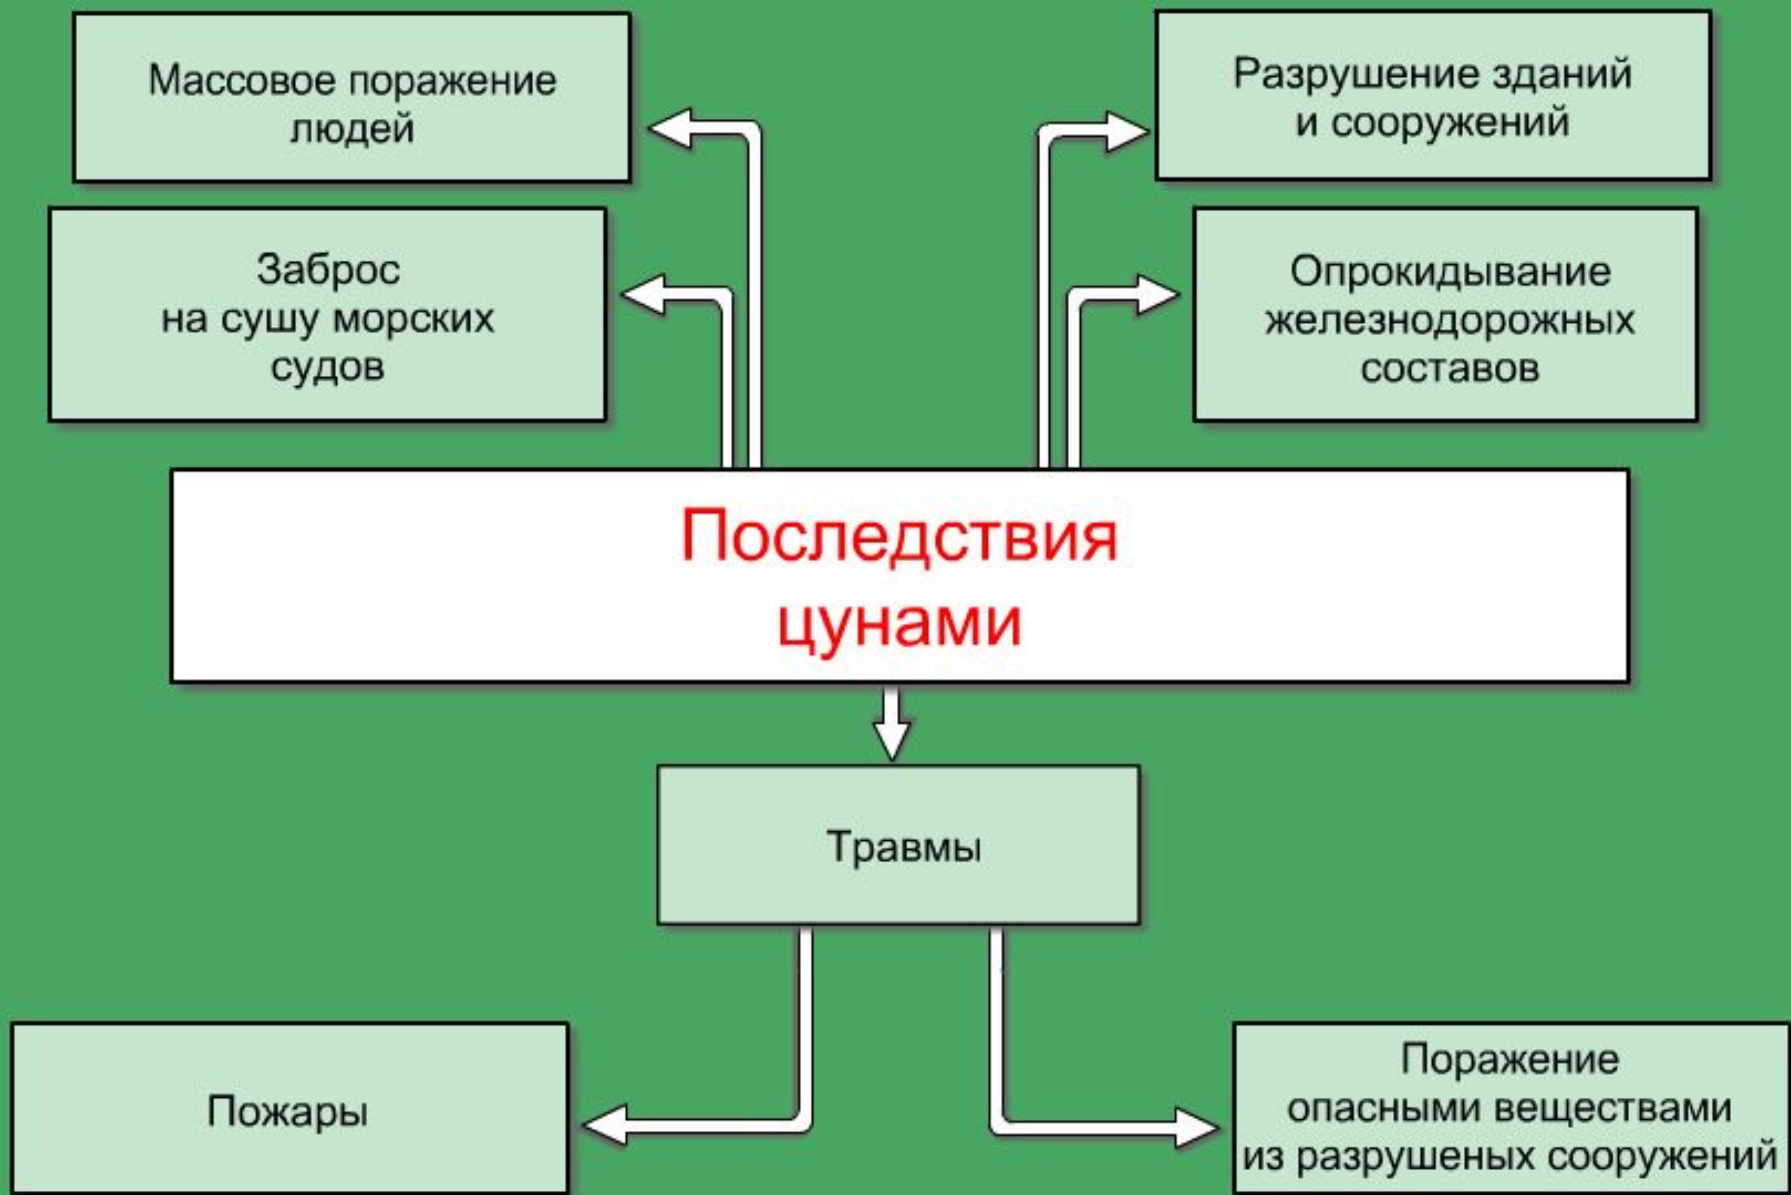 Массовое поражение
людей
Разрушение зданий
и сооружений
Заброс
на сушу морских
судов
Опрокидывание
железнодорожных
составов
Последствия
цунами
Травмы
Пожары
Поражение
опасными веществами
из разрушеных сооружений